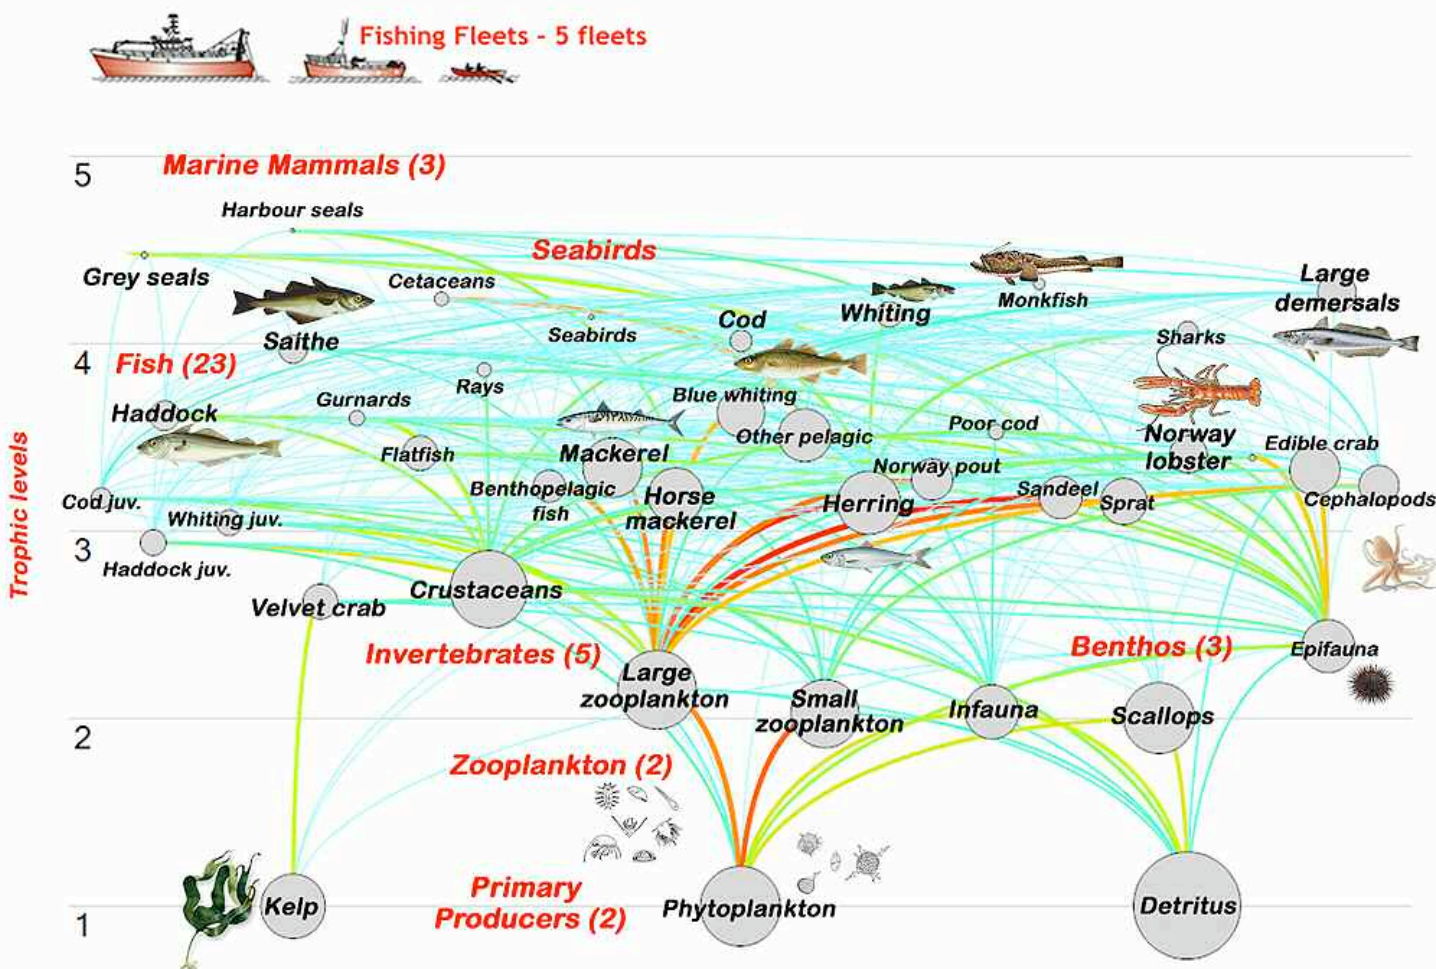 Fishing Fleets - 5 fleets
5
Marine Mammals (3)
Harbour seals
Seabirds
Grey seals
Cetaceans
Monkfish
Large
demersals
Whiting
Cod
Seabirds
Saithe
Sharks
4
Fish (23)
Rays
Blue whiting
Gurnards
Haddock
Poor cod
Other pelagic
Norway
lobster
Edible crab
Flatfish
Mackerel
Norway pout
Benthopelagic
fish
Horse
mackerel
Herring
Sandeel
Sprat
Cephalopods
Cod juv.
Whiting juv.
3
Haddock juv.
Trophic levels
Crustaceans
Velvet crab
Invertebrates (5)
Benthos (3)
Epifauna
Large
zooplankton
Small
zooplankton
Infauna
Scallops
2
Zooplankton (2)
Primary
Producers (2)
Kelp
Phytoplankton
Detritus
1